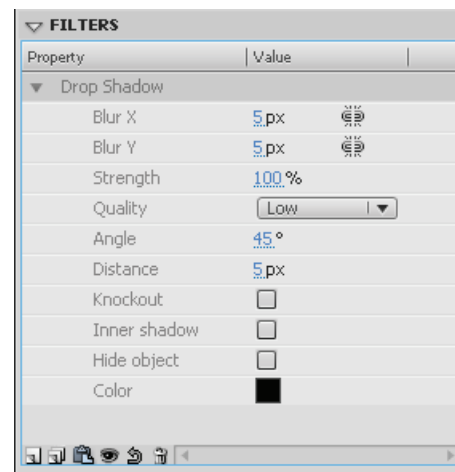 FILTERS
Property Value
Drop Shadow
Blur X 5 px
Blur Y 5 px
Strength 100 %
Quality Low
Angle 45 °
Distance 5 px
Knockout
Inner shadow
Hide object
Color